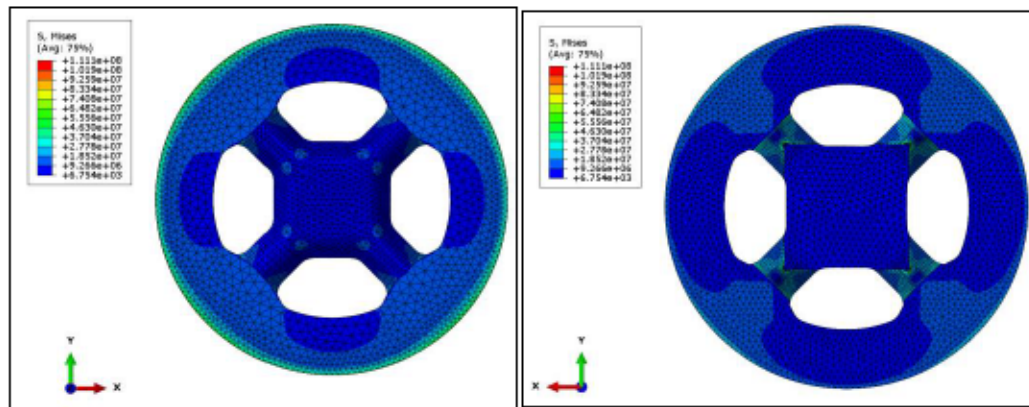 S, Mises
(Avg: 75%)
+1.111e+08
+1.019e+08
+9.259e+07
+8.334e+07
+7.408e+07
+6.482e+07
+5.556e+07
+4.630e+07
+3.704e+07
+2.778e+07
+1.852e+07
+9.266e+06
+6.754e+03
Y
X
S, Mises
(Avg: 75%)
+1.111e+08
+1.019e+08
+9.259e+07
+8.334e+07
+7.408e+07
+6.482e+07
+5.556e+07
+4.630e+07
+3.704e+07
+2.778e+07
+1.852e+07
+9.266e+06
+6.754e+03
Y
X